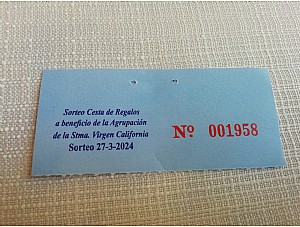 Sorteo Cesta de Regalos
a beneficio de la Agrupación
de la Stma. Virgen California
Sorteo 27-3-2024
Nº 001958